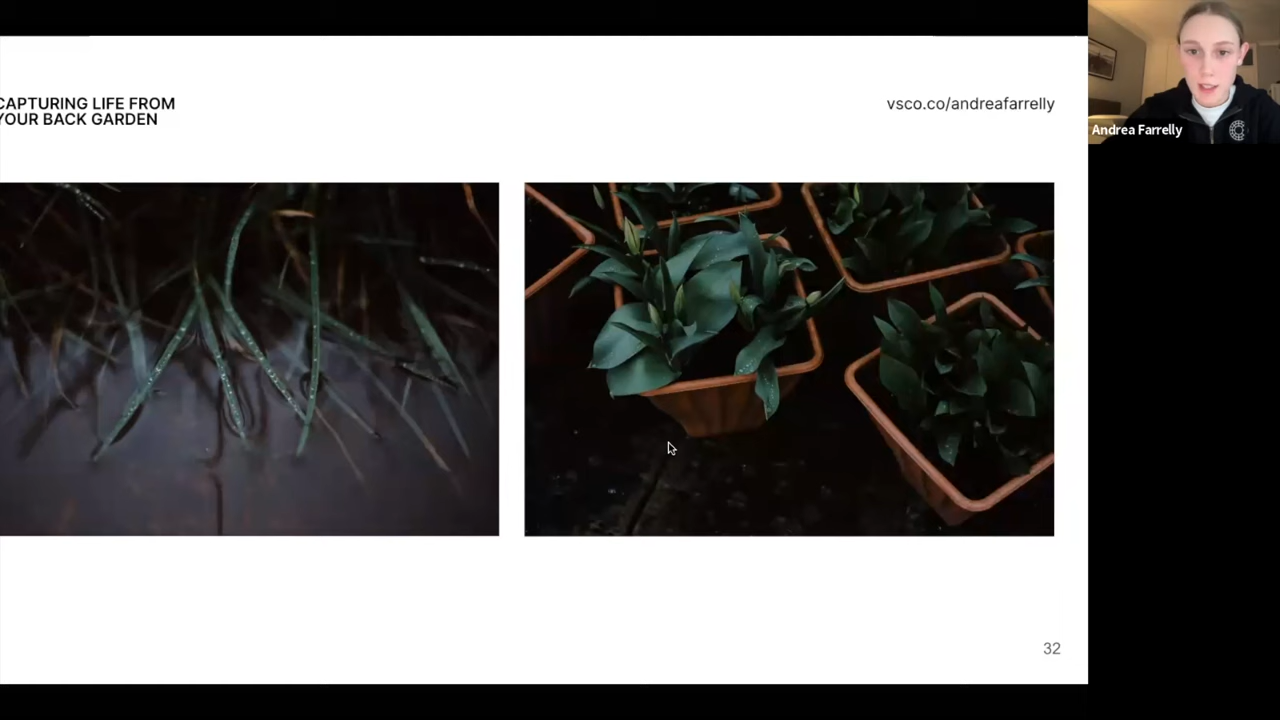 CAPTURING LIFE FROM
YOUR BACK GARDEN
vsco.co/andreafarrelly
Andrea Farrelly
32